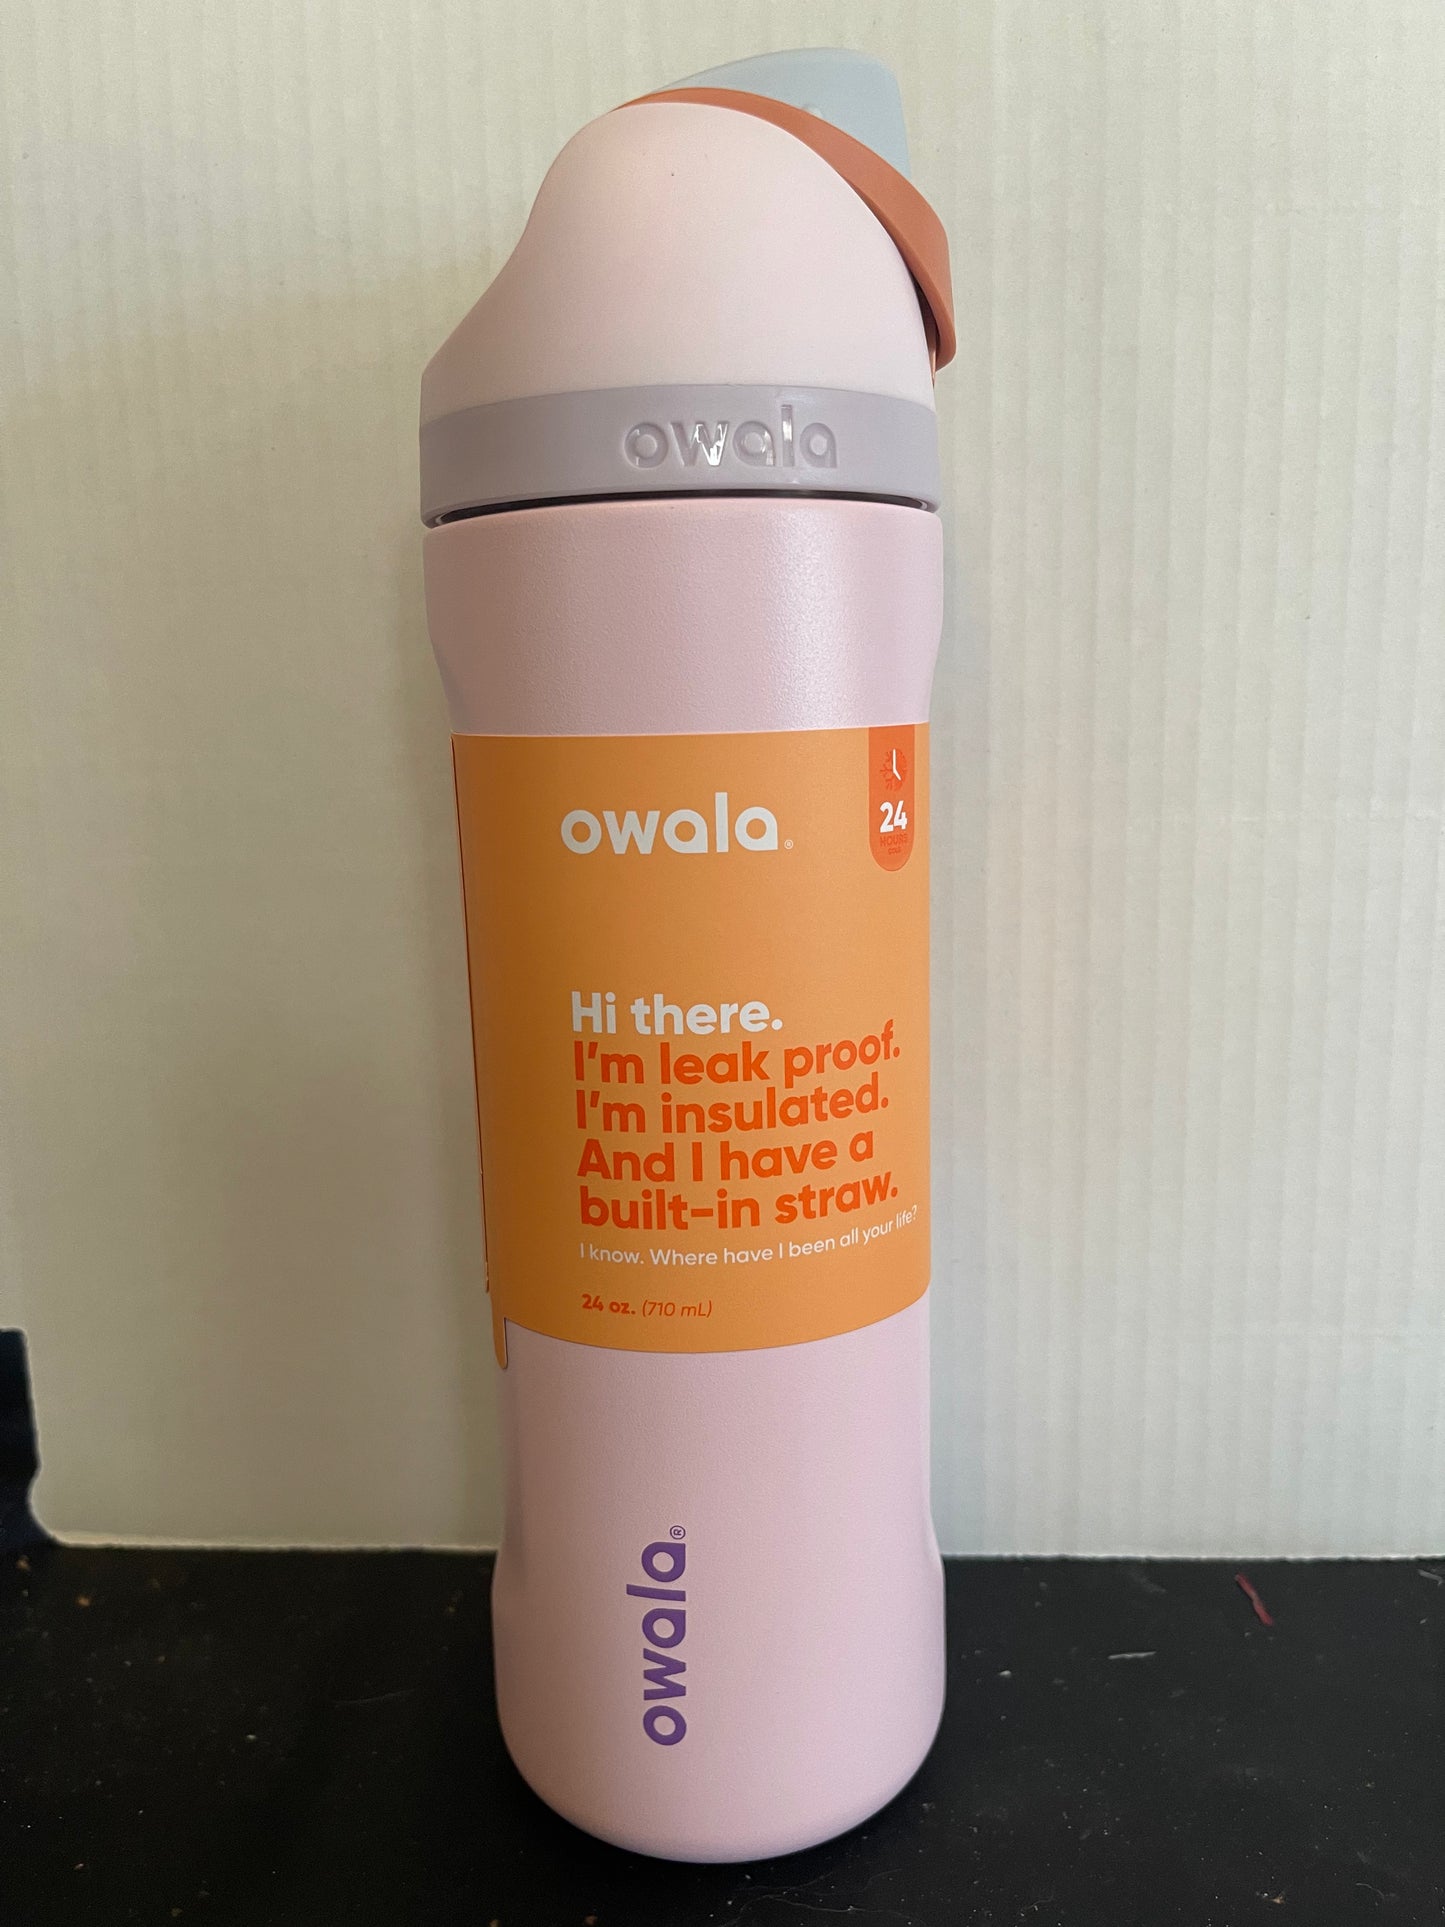 owala
owala®
24
HOURS
COLD
Hi there.
I'm leak proof.
I'm insulated.
And I have a
built-in straw.
I know. Where have I been all your life?
24 oz. (710 mL)
owala®